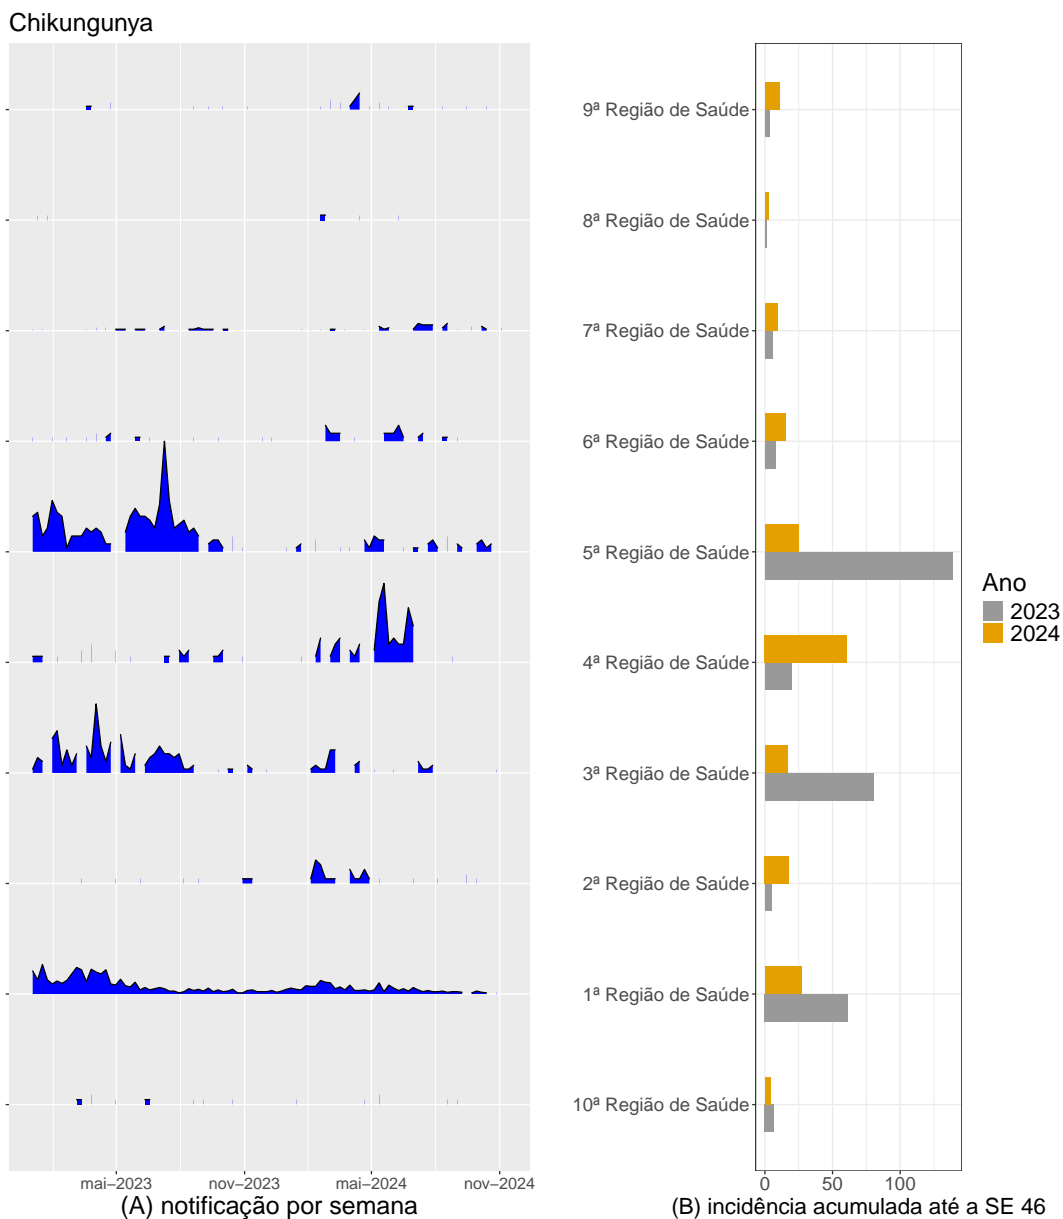 Chikungunya
9ª Região de Saúde
8ª Região de Saúde
7ª Região de Saúde
6ª Região de Saúde
5ª Região de Saúde
4ª Região de Saúde
3ª Região de Saúde
2ª Região de Saúde
1ª Região de Saúde
10ª Região de Saúde
Ano
2023
2024
mai−2023 nov−2023 mai−2024 nov−2024
0 50 100
(A) notificação por semana
(B) incidência acumulada até a SE 46